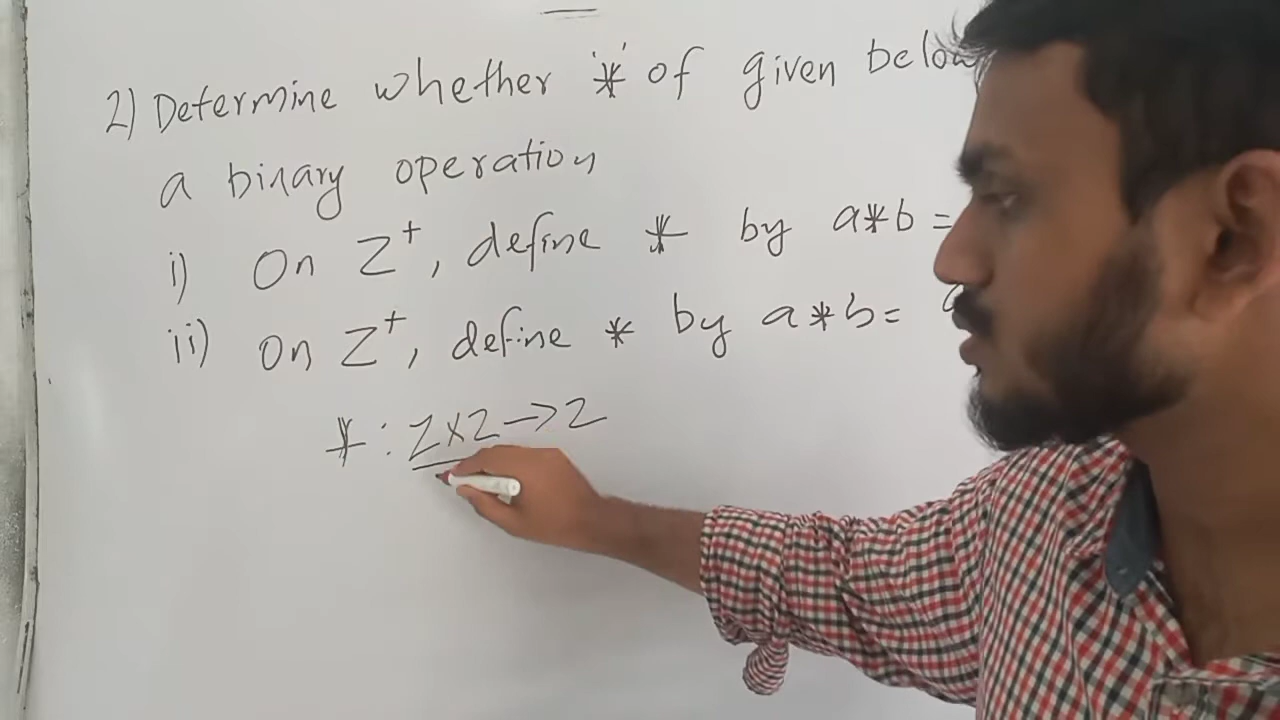 2) Determine whether '*' of given below
a binary operation,
i) On Z⁺, define * by a*b =
ii) On Z⁺, define * by a*b=
* : Z×Z→Z